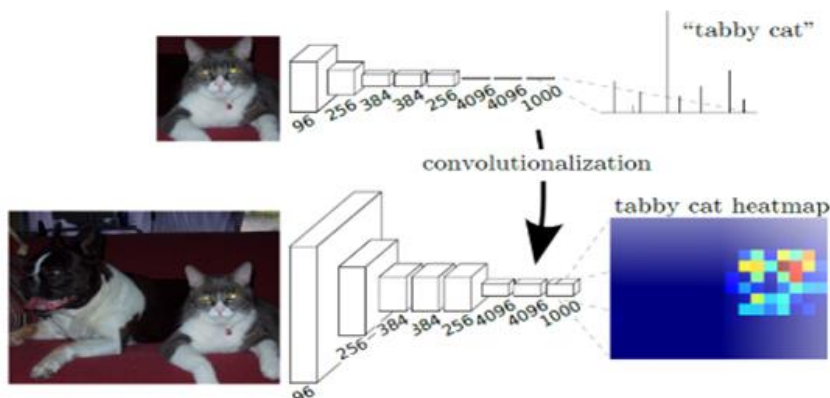 “tabby cat”
96 256 384 384 256 4096 4096 1000
convolutionalization
tabby cat heatmap
96 256 384 384 256 4096 4096 1000